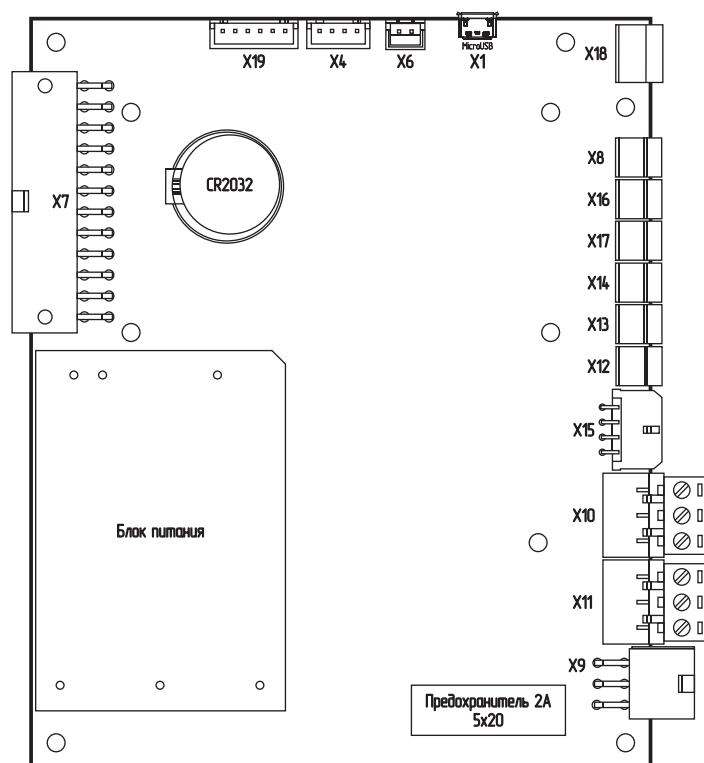 MicroUSB
X19
X4
X6
X1
X18
X8
CR2032
X7
X16
X17
X14
X13
X12
X15
X10
Блок питания
X11
X9
Предохранитель 2А
5х20